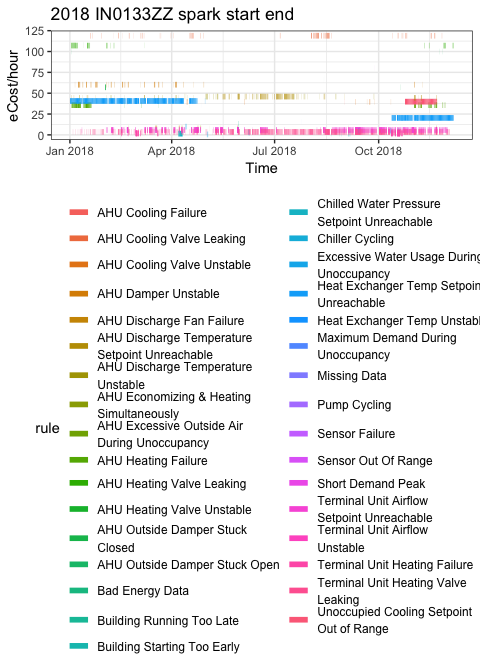 2018 IN0133ZZ spark start end
eCost/hour
125
100
75
50
25
0
Jan 2018
Apr 2018
Jul 2018
Oct 2018
Time
rule
AHU Cooling Failure
AHU Cooling Valve Leaking
AHU Cooling Valve Unstable
AHU Damper Unstable
AHU Discharge Fan Failure
AHU Discharge Temperature
Setpoint Unreachable
AHU Discharge Temperature
Unstable
AHU Economizing & Heating
Simultaneously
AHU Excessive Outside Air
During Unoccupancy
AHU Heating Failure
AHU Heating Valve Leaking
AHU Heating Valve Unstable
AHU Outside Damper Stuck
Closed
AHU Outside Damper Stuck Open
Bad Energy Data
Building Running Too Late
Building Starting Too Early
Chilled Water Pressure
Setpoint Unreachable
Chiller Cycling
Excessive Water Usage During
Unoccupancy
Heat Exchanger Temp Setpoin
Unreachable
Heat Exchanger Temp Unstabl
Maximum Demand During
Unoccupancy
Missing Data
Pump Cycling
Sensor Failure
Sensor Out Of Range
Short Demand Peak
Terminal Unit Airflow
Setpoint Unreachable
Terminal Unit Airflow
Unstable
Terminal Unit Heating Failure
Terminal Unit Heating Valve
Leaking
Unoccupied Cooling Setpoint
Out of Range